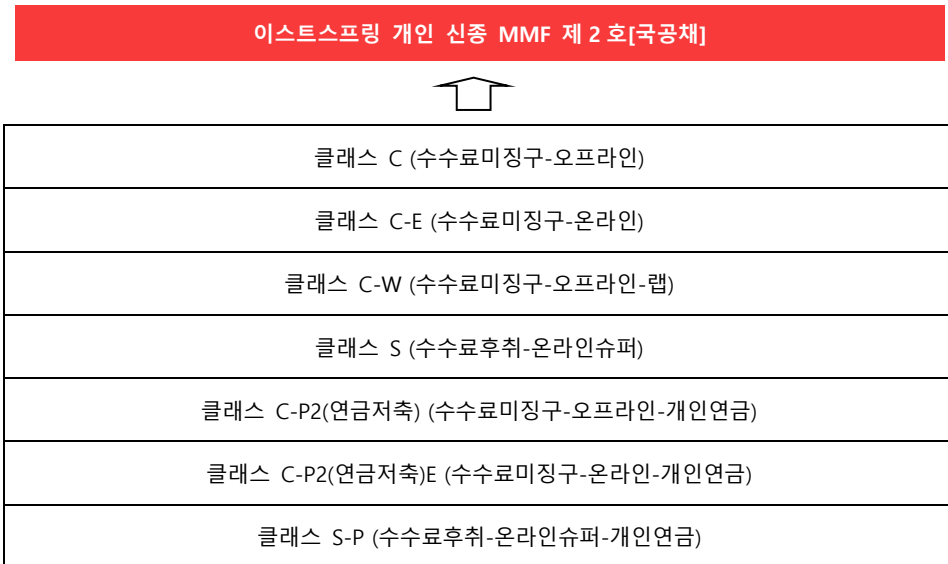 이스트스프링 개인 신종 MMF 제 2 호[국공채]
클래스 C (수수료미징구-오프라인)
클래스 C-E (수수료미징구-온라인)
클래스 C-W (수수료미징구-오프라인-랩)
클래스 S (수수료후취-온라인슈퍼)
클래스 C-P2(연금저축) (수수료미징구-오프라인-개인연금)
클래스 C-P2(연금저축)E (수수료미징구-온라인-개인연금)
클래스 S-P (수수료후취-온라인슈퍼-개인연금)